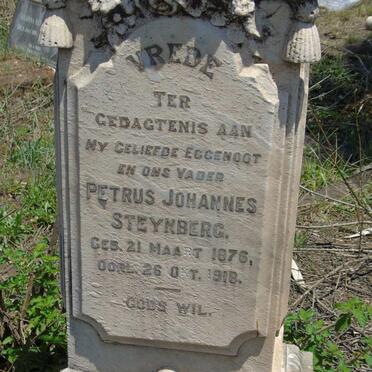 VREDE
TER
GEDAGTENIS AAN
MY GELIEFDE EGGENOOT
EN ONS VADER
PETRUS JOHANNES
STEYNBERG.
GEB. 21 MAART 1876,
OORL. 26 OKT. 1918.
GODS WIL.